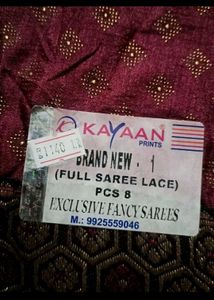 KAYAAN
PRINTS
BRAND NEW - 1
(FULL SAREE LACE)
PCS 8
EXCLUSIVE FANCY SAREES
M.: 9925559046